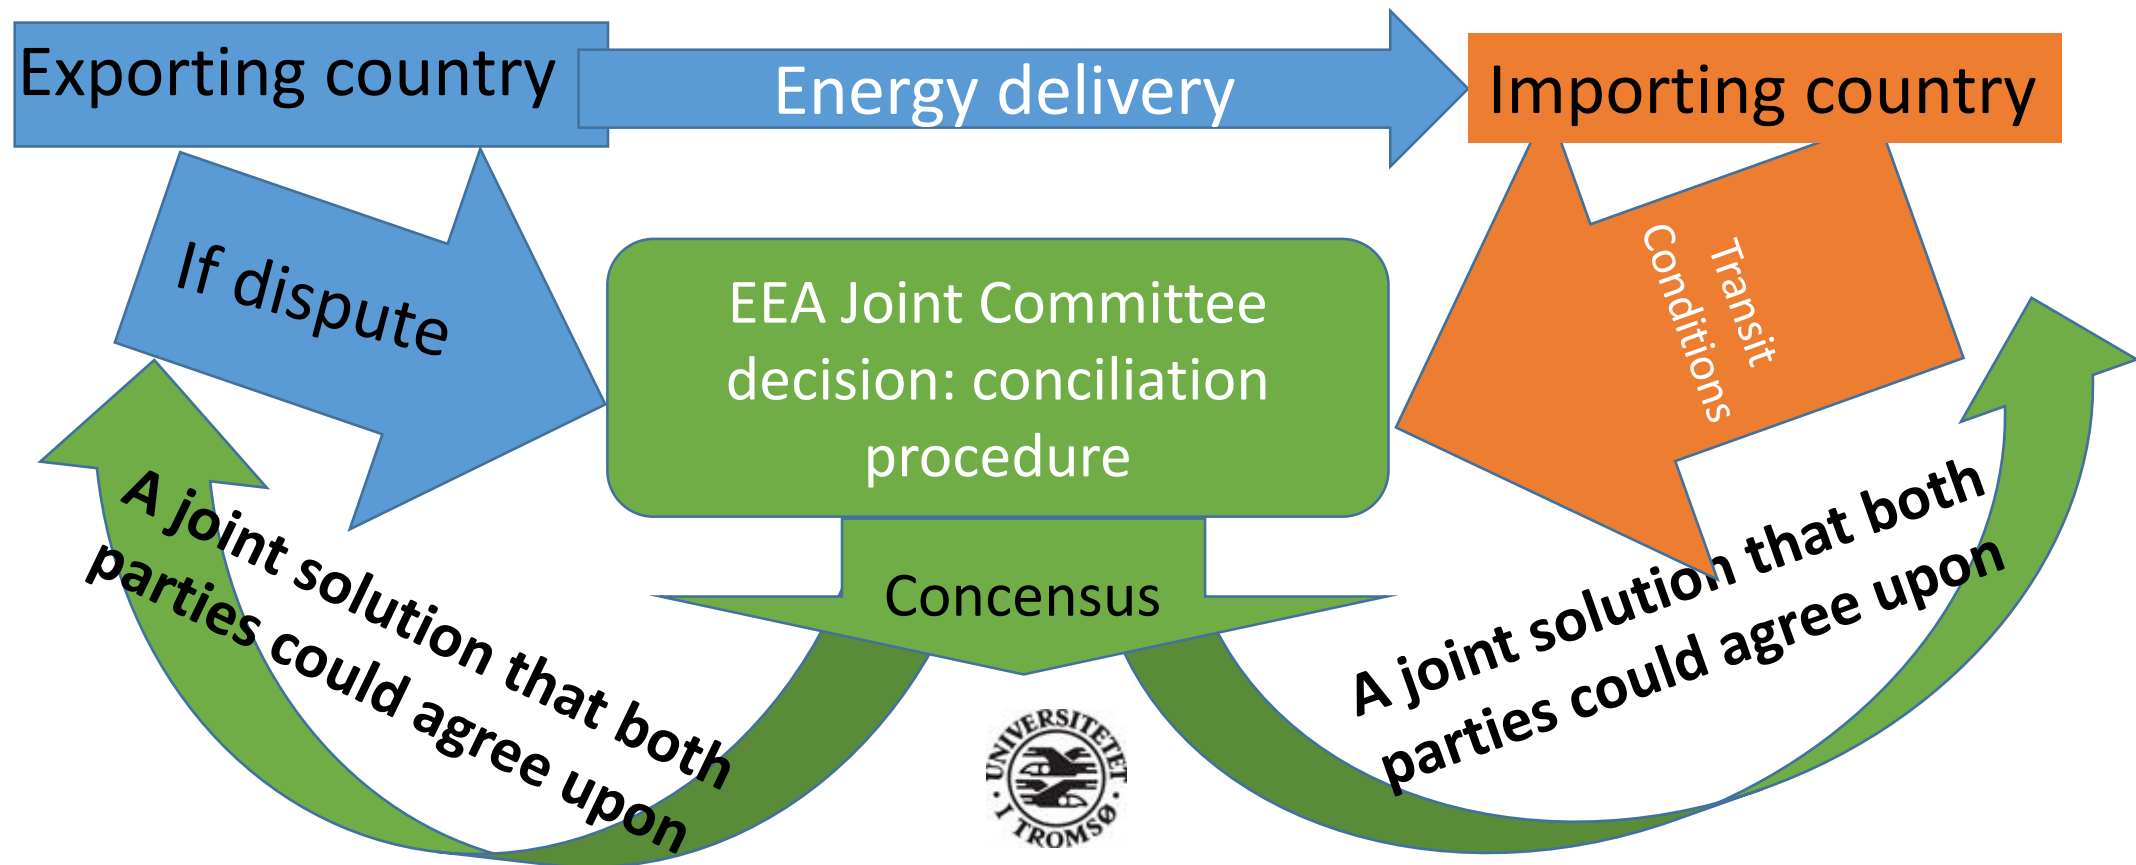 Exporting country
Energy delivery
Importing country
If dispute
EEA Joint Committee
decision: conciliation
procedure
Transit
Conditions
Concensus
A joint solution that both
parties could agree upon
A joint solution that both
parties could agree upon
UNIVERSITETET
I TROMSØ